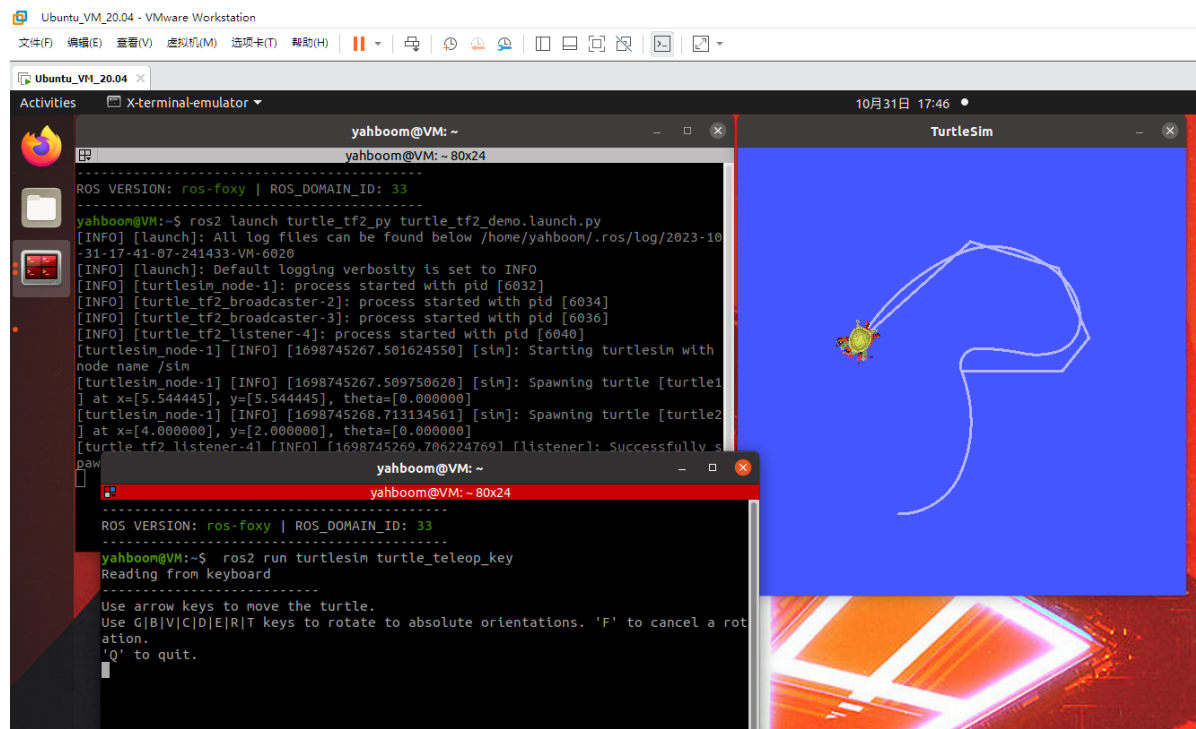 Ubuntu_VM_20.04 - VMware Workstation
文件(F) 编辑(E) 查看(V) 虚拟机(M) 选项卡(T) 帮助(H)
Ubuntu_VM_20.04
Activities X-terminal-emulator 10月31日 17:46
yahboom@VM: ~
yahboom@VM: ~ 80x24
-------------------------------------------
ROS VERSION: ros-foxy | ROS_DOMAIN_ID: 33
-------------------------------------------
yahboom@VM:~$ ros2 launch turtle_tf2_py turtle_tf2_demo.launch.py
[INFO] [launch]: All log files can be found below /home/yahboom/.ros/log/2023-10
-31-17-41-07-241433-VM-6020
[INFO] [launch]: Default logging verbosity is set to INFO
[INFO] [turtlesim_node-1]: process started with pid [6032]
[INFO] [turtle_tf2_broadcaster-2]: process started with pid [6034]
[INFO] [turtle_tf2_broadcaster-3]: process started with pid [6036]
[INFO] [turtle_tf2_listener-4]: process started with pid [6040]
[turtlesim_node-1] [INFO] [1698745267.501624550] [sim]: Starting turtlesim with
node name /sim
[turtlesim_node-1] [INFO] [1698745267.509750620] [sim]: Spawning turtle [turtle1
] at x=[5.544445], y=[5.544445], theta=[0.000000]
[turtlesim_node-1] [INFO] [1698745268.713134561] [sim]: Spawning turtle [turtle2
] at x=[4.000000], y=[2.000000], theta=[0.000000]
[turtle_tf2_listener-4] [INFO] [1698745269.706224769] [listener]: Successfully s
paw
TurtleSim
yahboom@VM: ~
yahboom@VM: ~ 80x24
-------------------------------------------
ROS VERSION: ros-foxy | ROS_DOMAIN_ID: 33
-------------------------------------------
yahboom@VM:~$  ros2 run turtlesim turtle_teleop_key
Reading from keyboard
---------------------------
Use arrow keys to move the turtle.
Use G|B|V|C|D|E|R|T keys to rotate to absolute orientations. 'F' to cancel a rot
ation.
'Q' to quit.